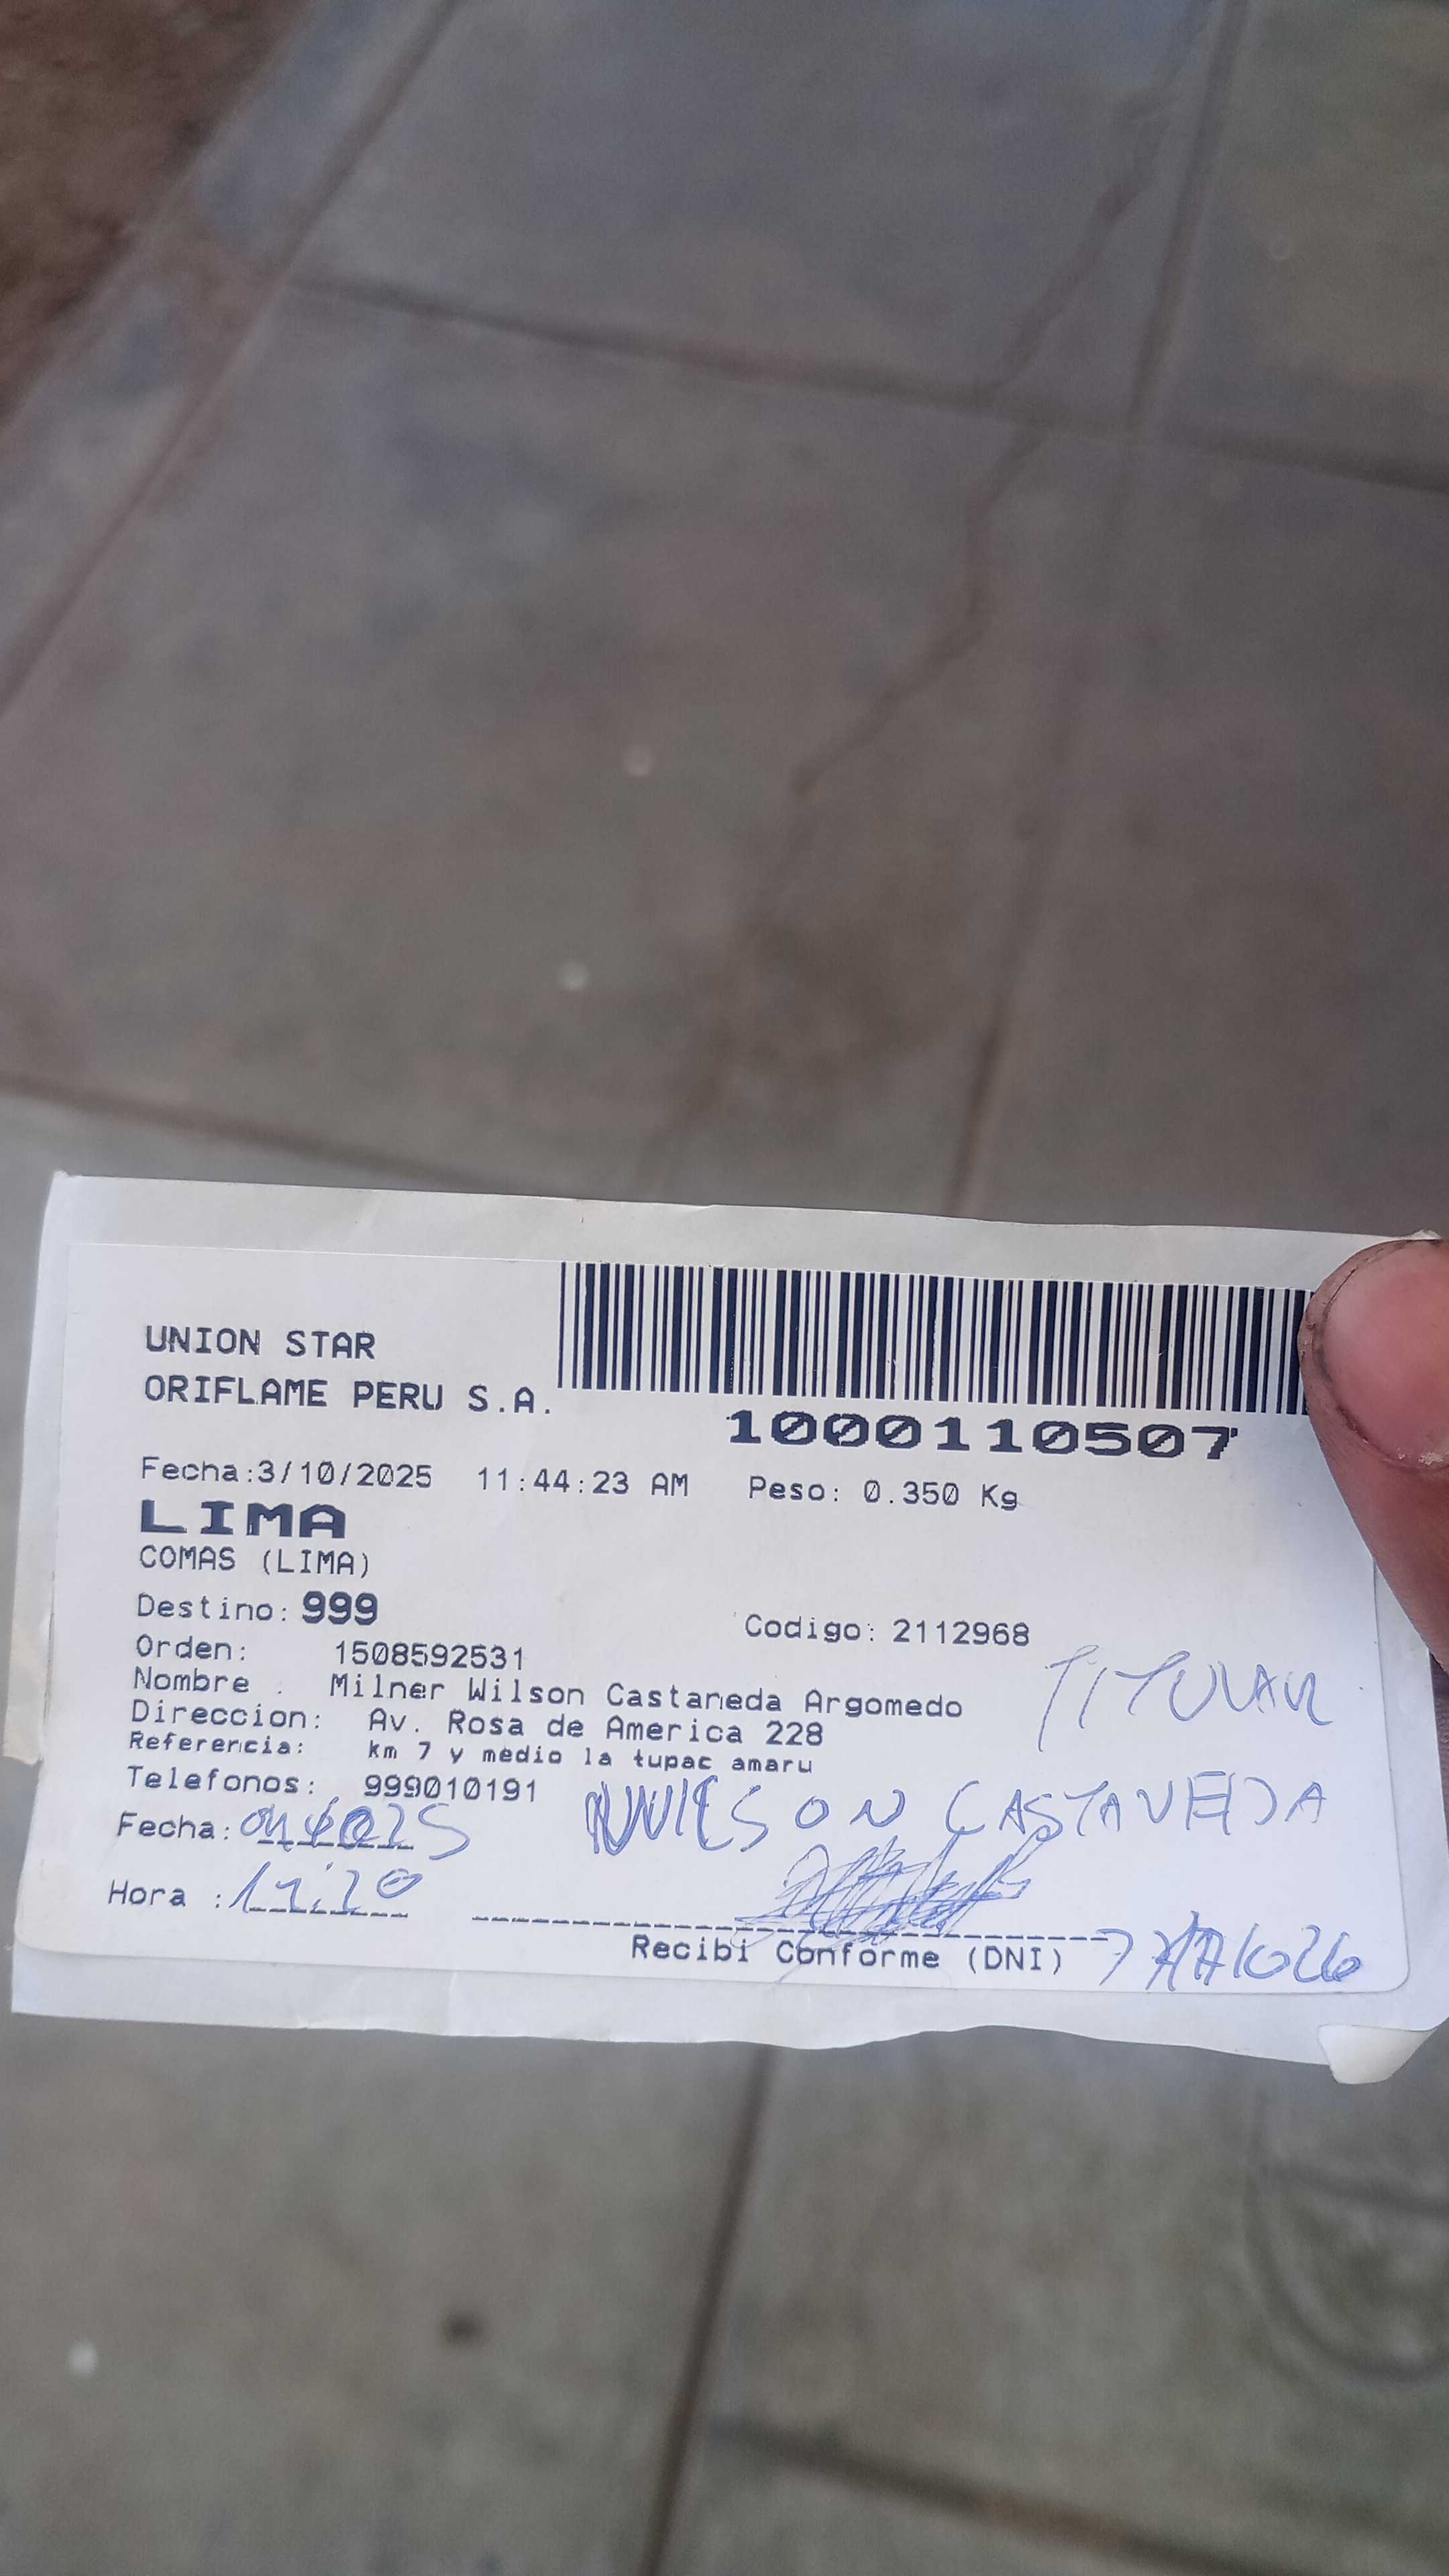 UNION STAR
ORIFLAME PERU S.A.
1000110507
Fecha:3/10/2025 11:44:23 AM Peso: 0.350 Kg
LIMA
COMAS (LIMA)
Destino: 999 Codigo: 2112968
Orden: 1508592531
Nombre : Milner Wilson Castaneda Argomedo TITULAR
Direccion: Av. Rosa de America 228
Referencia: km 7 y medio la tupac amaru
Telefonos: 999010191
WILSON CASTAÑEDA
Fecha:
Hora :
Recibi Conforme (DNI)